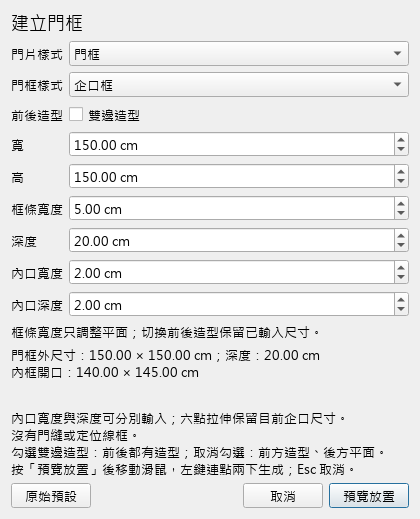 建立門框
門片樣式 門框
門框樣式 企口框
前後造型 雙邊造型
寬 150.00 cm
高 150.00 cm
框條寬度 5.00 cm
深度 20.00 cm
內口寬度 2.00 cm
內口深度 2.00 cm
框條寬度只調整平面；切換前後造型保留已輸入尺寸。
門框外尺寸：150.00 × 150.00 cm；深度：20.00 cm
內框開口：140.00 × 145.00 cm
內口寬度與深度可分別輸入；六點拉伸保留目前企口尺寸。
沒有門縫或定位線框。
勾選雙邊造型：前後都有造型；取消勾選：前方造型、後方平面。
按「預覽放置」後移動滑鼠，左鍵連點兩下生成；Esc 取消。
原始預設 取消 預覽放置